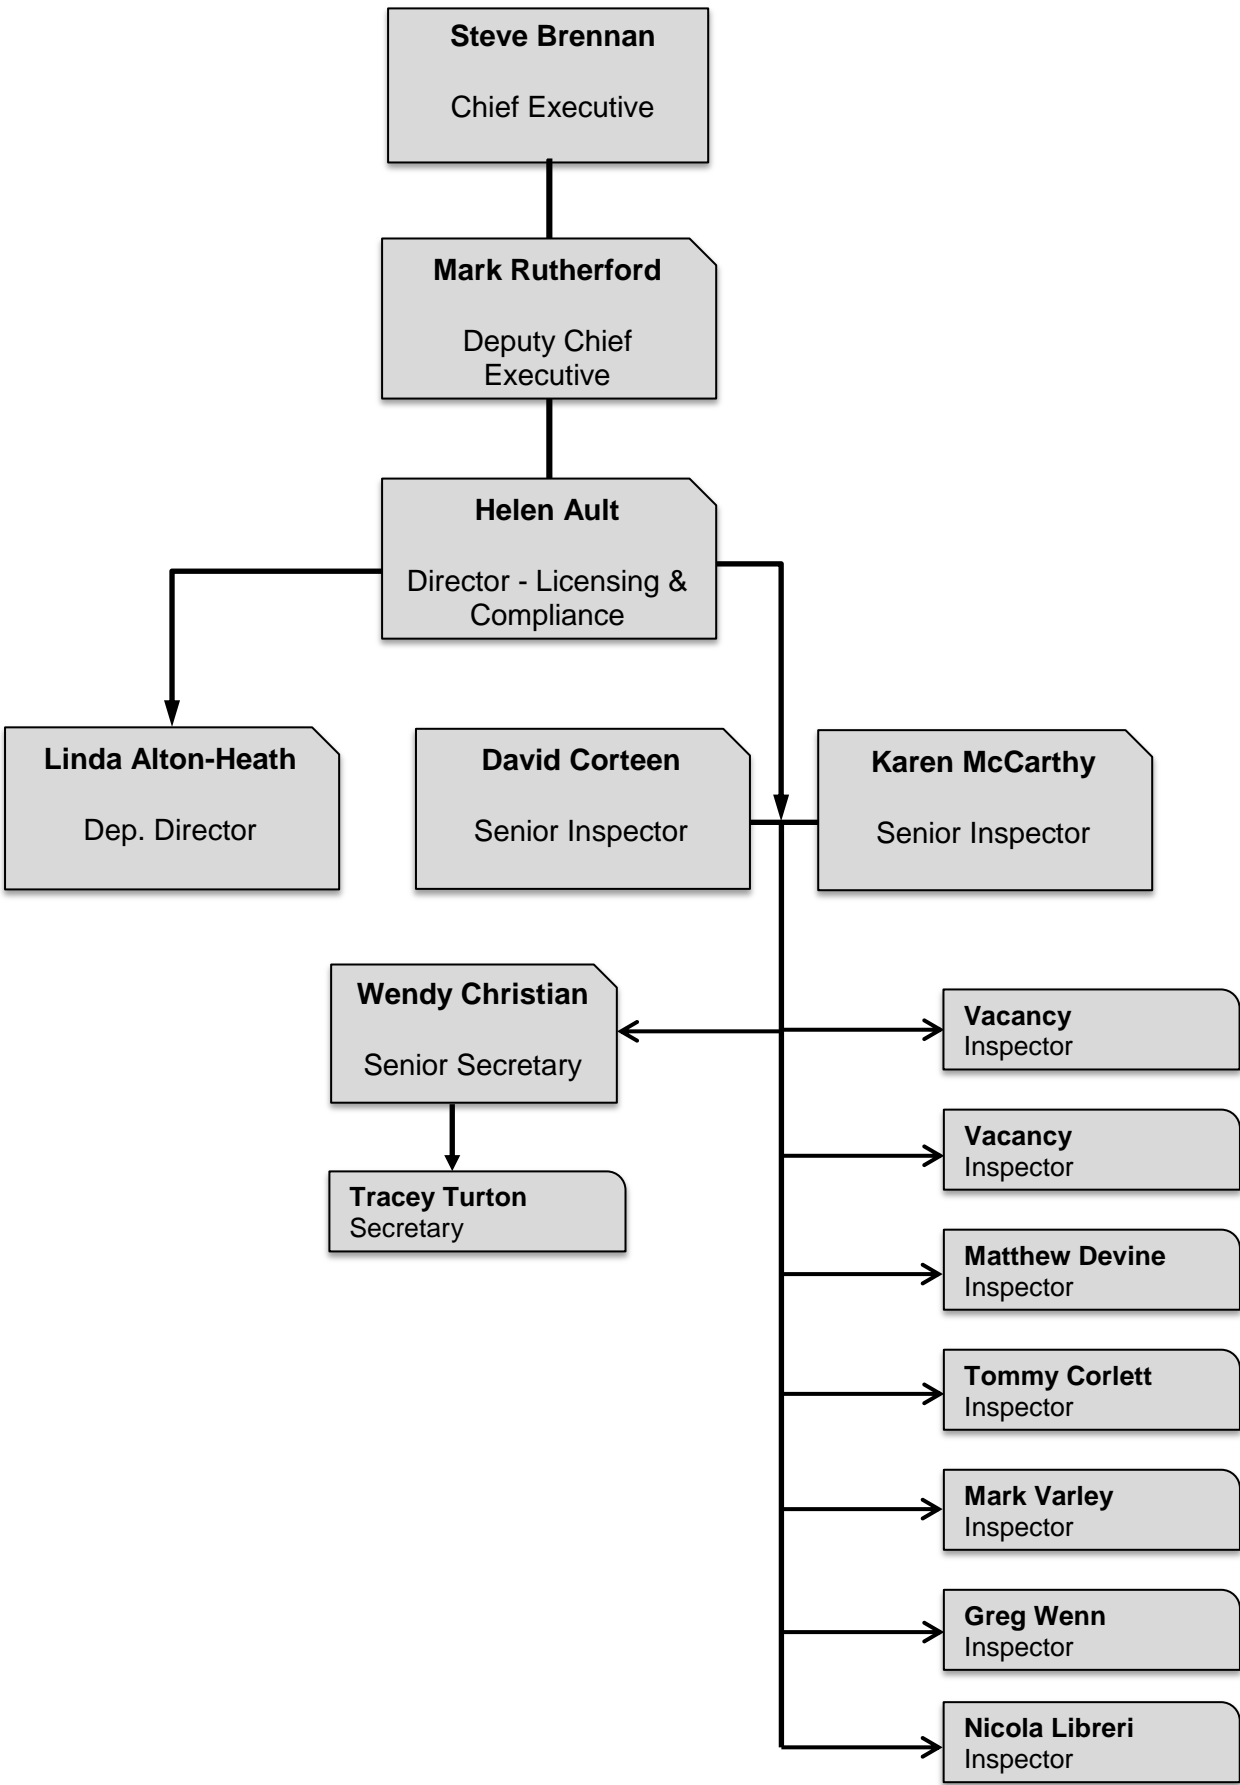 Steve Brennan
Chief Executive
Mark Rutherford
Deputy Chief
Executive
Helen Ault
Director - Licensing &
Compliance
Linda Alton-Heath
Dep. Director
David Corteen
Senior Inspector
Karen McCarthy
Senior Inspector
Wendy Christian
Senior Secretary
Tracey Turton
Secretary
Vacancy
Inspector
Vacancy
Inspector
Matthew Devine
Inspector
Tommy Corlett
Inspector
Mark Varley
Inspector
Greg Wenn
Inspector
Nicola Libreri
Inspector